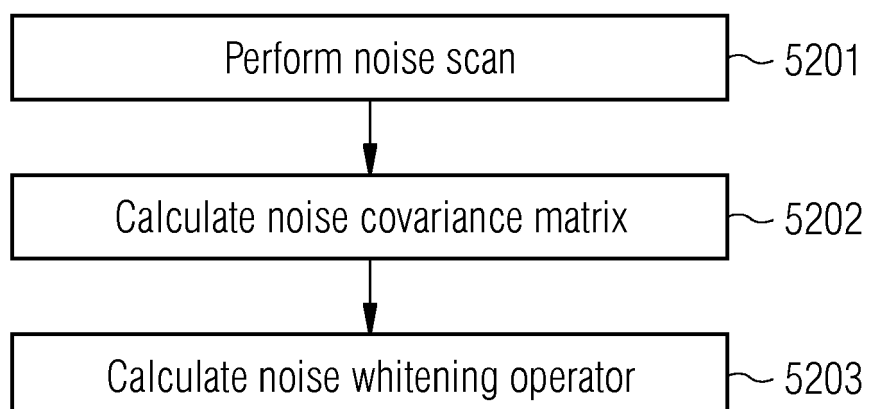 Perform noise scan 5201
Calculate noise covariance matrix 5202
Calculate noise whitening operator 5203